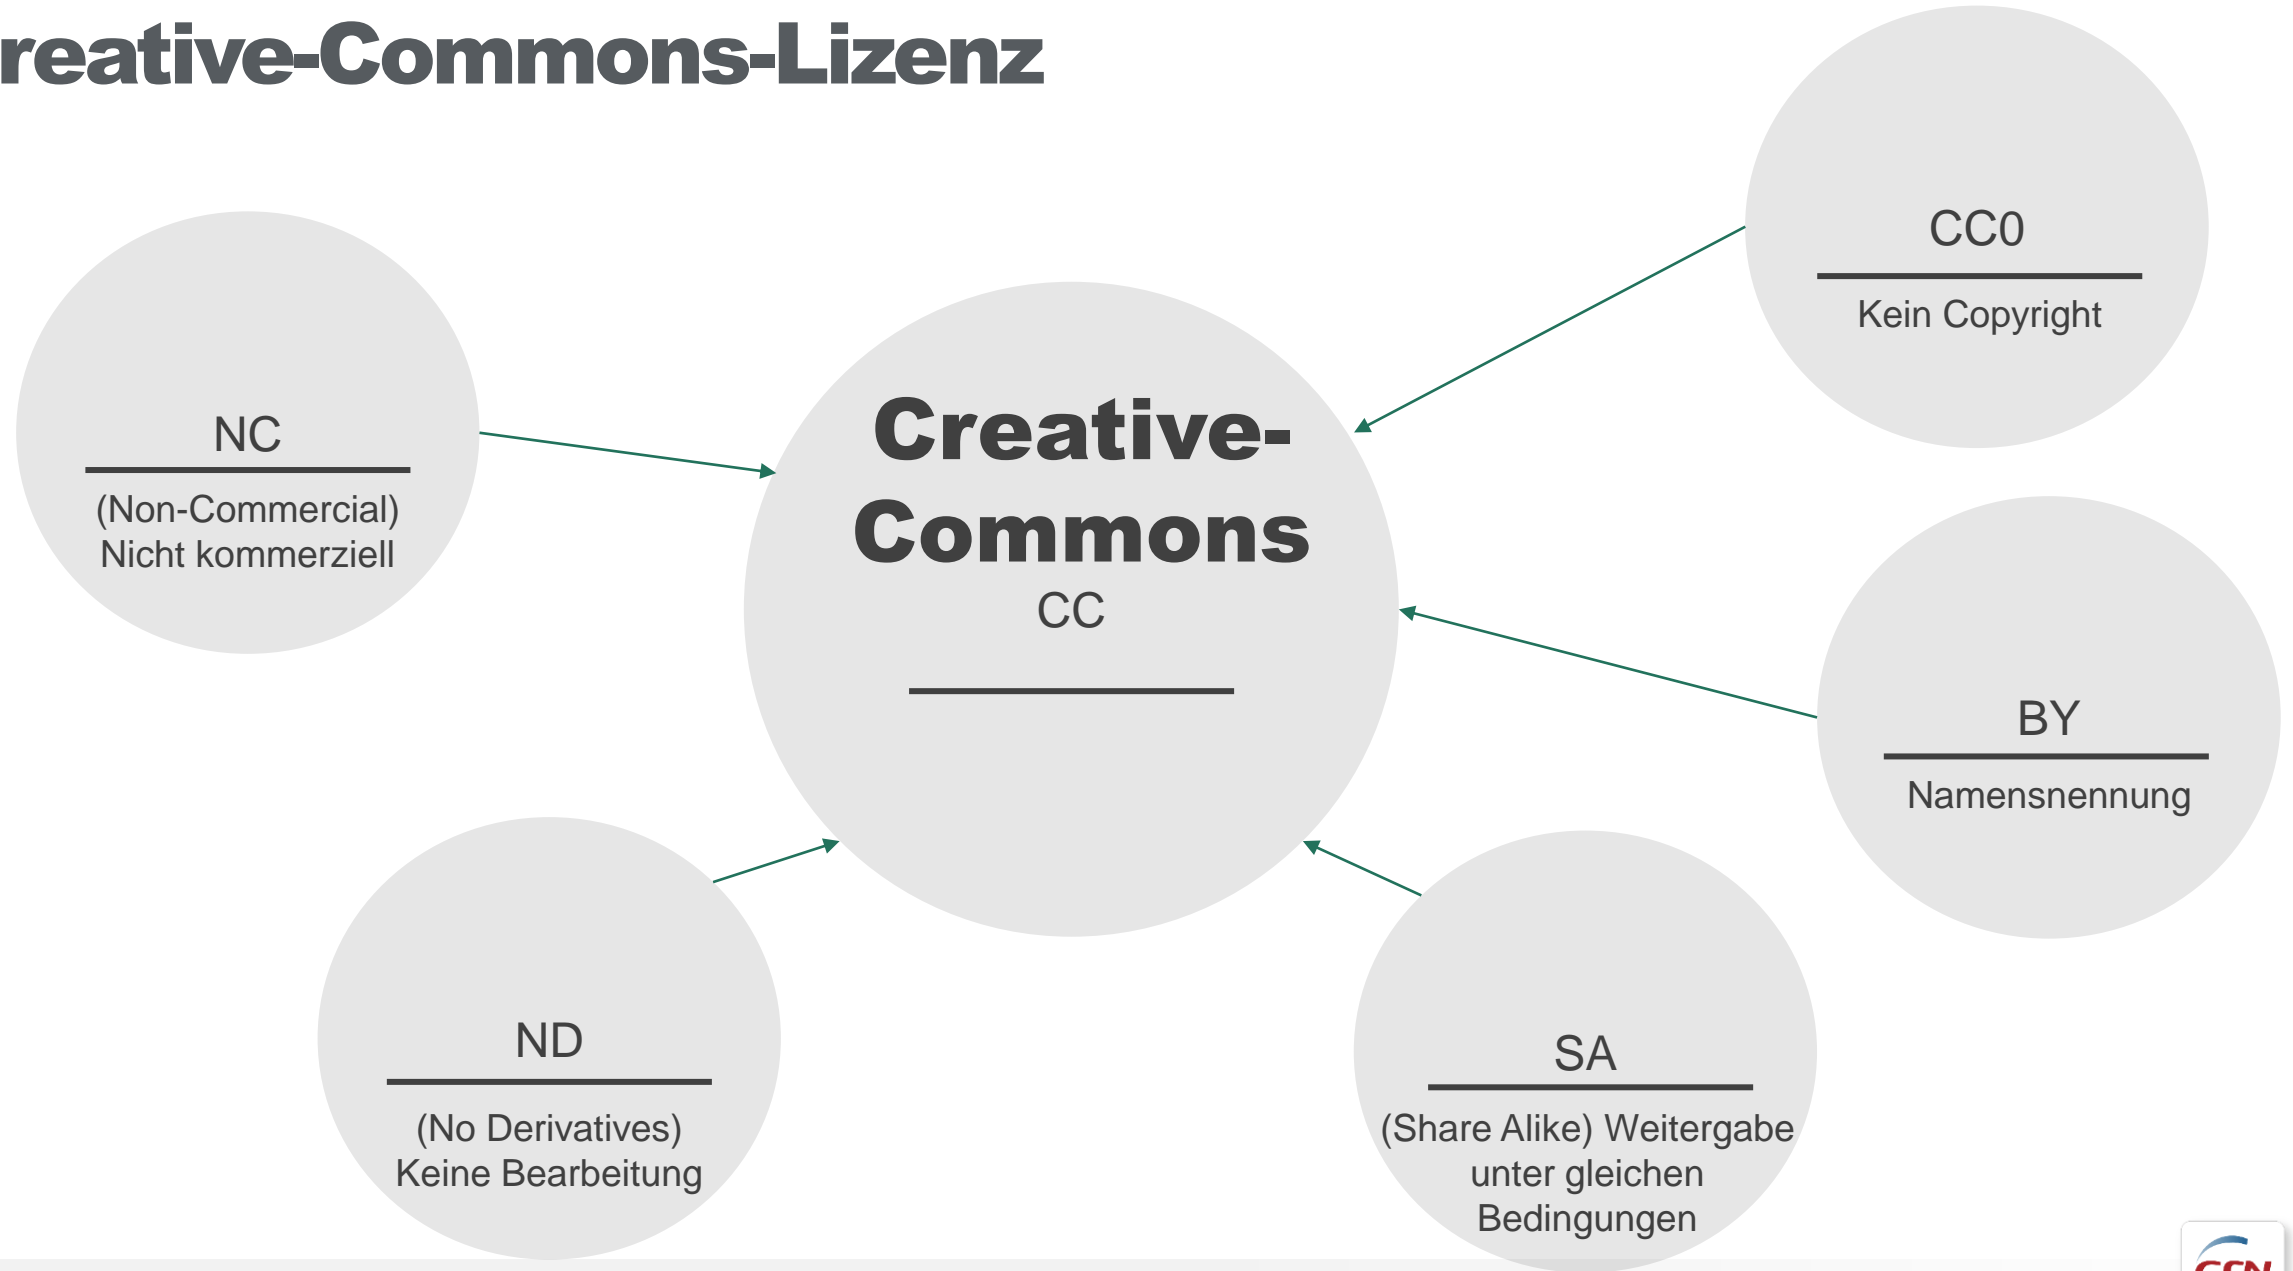 reative-Commons-Lizenz
CC0
Kein Copyright
NC
(Non-Commercial)
Nicht kommerziell
Creative-
Commons
CC
BY
Namensnennung
ND
(No Derivatives)
Keine Bearbeitung
SA
(Share Alike) Weitergabe
unter gleichen
Bedingungen